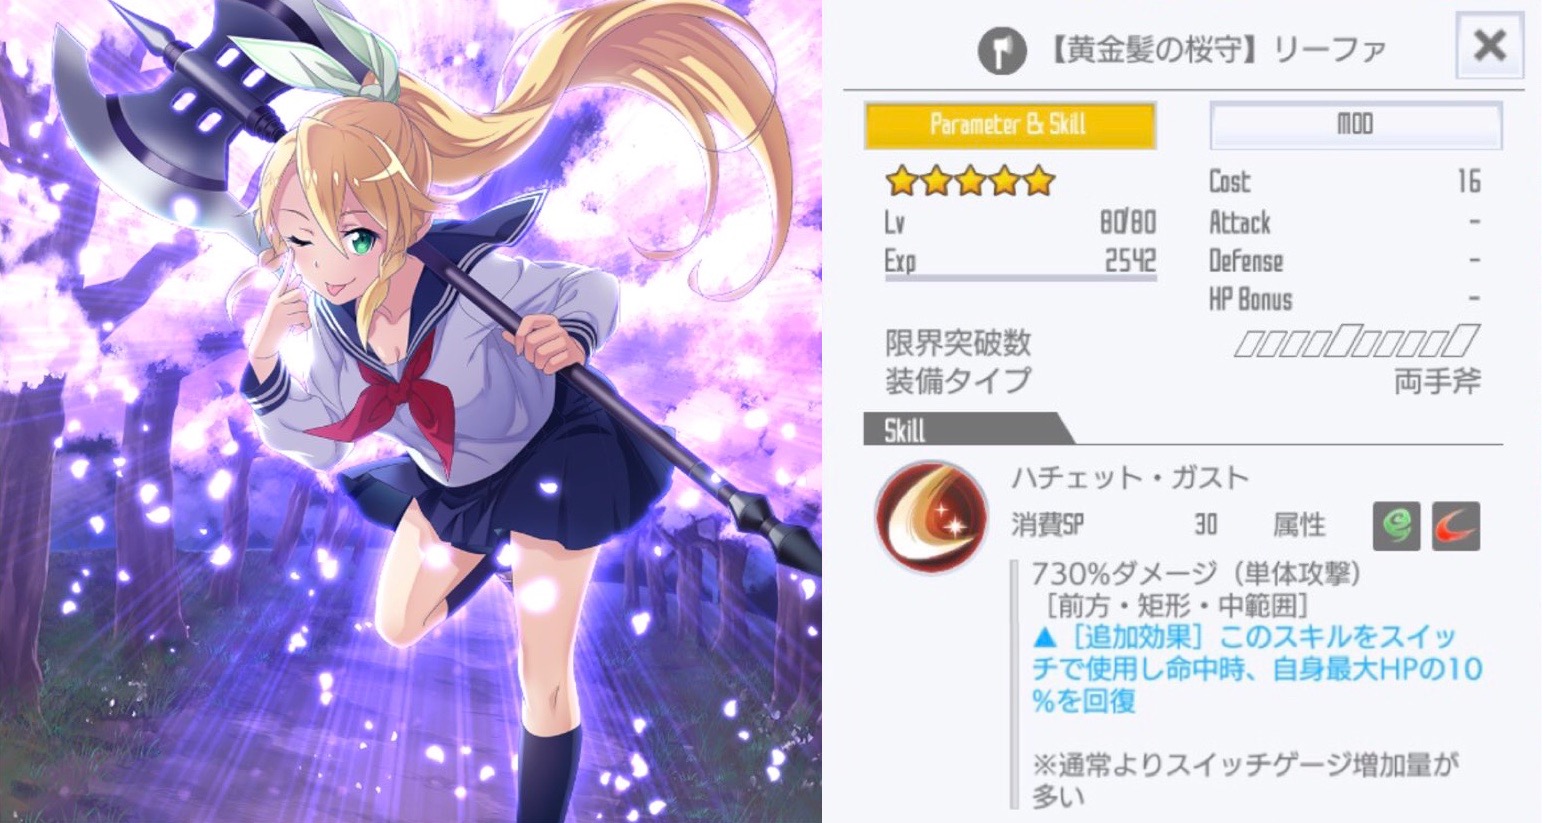 【黄金髪の桜守】リーファ
Parameter & Skill
MOD
Cost 16
Lv 80/80
Attack -
Exp 2542
Defense -
HP Bonus -
限界突破数
装備タイプ 両手斧
Skill
ハチェット・ガスト
消費SP 30 属性
730%ダメージ（単体攻撃）
［前方・矩形・中範囲］
▲［追加効果］このスキルをスイッ
チで使用し命中時、自身最大HPの10
%を回復
※通常よりスイッチゲージ増加量が
多い